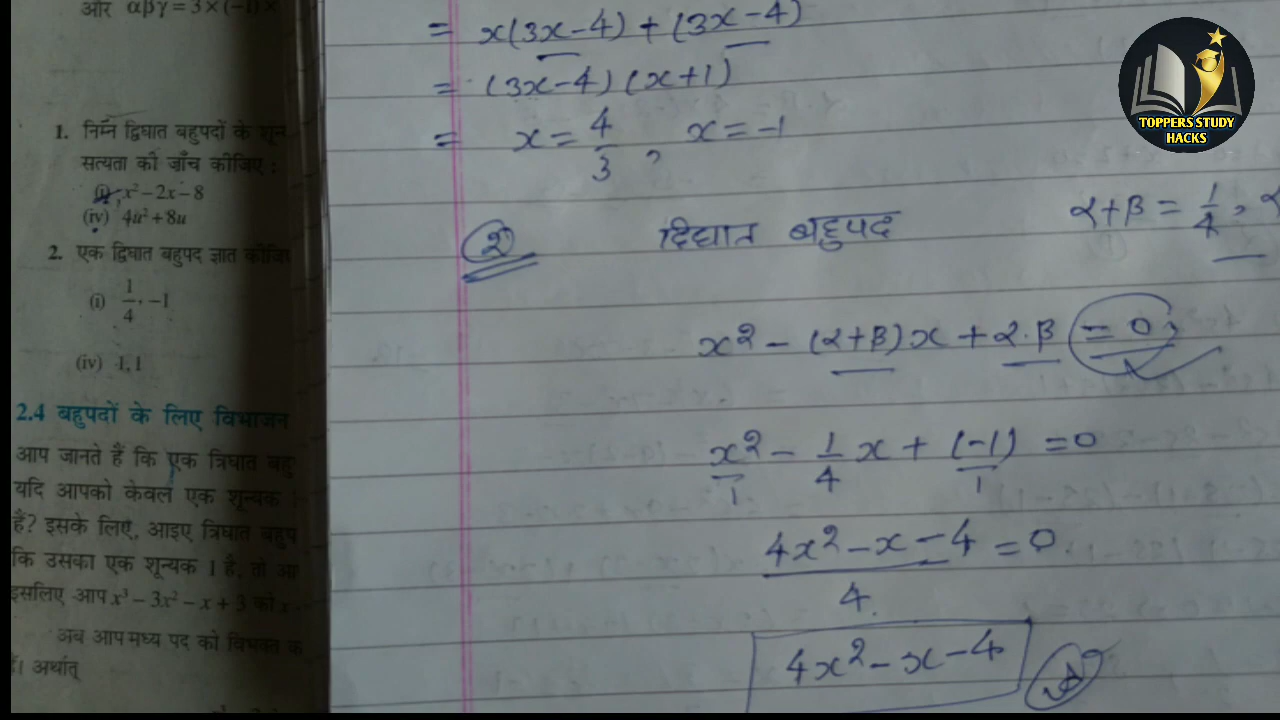 और αβγ = 3 × (-1) ×
1. निम्न द्विघात बहुपदों के शून
सत्यता की जाँच कीजिए :
(i) x² – 2x – 8
(iv) 4u² + 8u
2. एक द्विघात बहुपद ज्ञात कीजिए
(i) 1/4, –1
(iv) 1, 1
2.4 बहुपदों के लिए विभाजन
आप जानते हैं कि एक त्रिघात बहु
यदि आपको केवल एक शून्यक
हैं? इसके लिए, आइए त्रिघात बहुप
कि उसका एक शून्यक 1 है, तो
इसलिए आप x³ – 3x² – x + 3 को x
अब आप मध्य पद को विभक्त क
हैं। अर्थात्
= x(3x-4) + (3x-4)
= (3x-4) (x+1)
= x = 4/3, x = -1
(2) द्विघात बहुपद α+β = 1/4, α
x² - (α+β)x + α.β = 0,
x²/1 - 1/4 x + (-1)/1 = 0
4x² - x - 4 / 4 = 0
4x² - x - 4
TOPPERS STUDY
HACKS